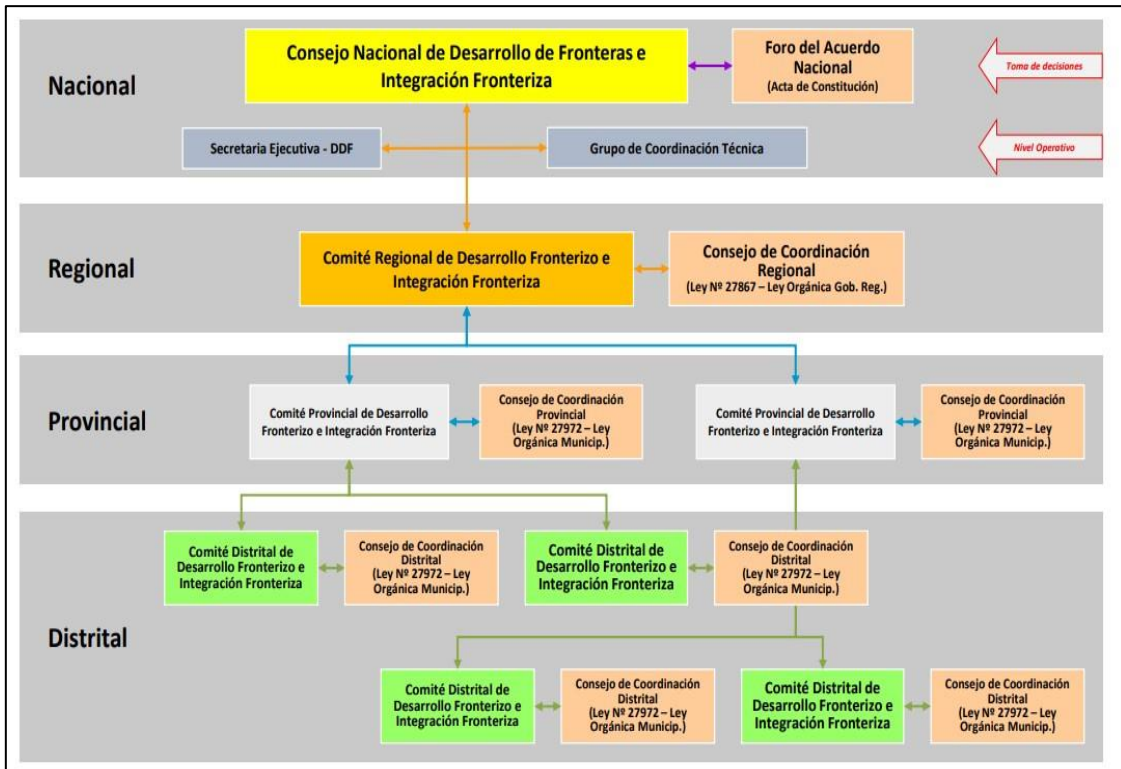 Nacional
Consejo Nacional de Desarrollo de Fronteras e
Integración Fronteriza
Foro del Acuerdo
Nacional
(Acta de Constitución)
Toma de decisiones
Secretaria Ejecutiva - DDF
Grupo de Coordinación Técnica
Nivel Operativo
Regional
Comité Regional de Desarrollo Fronterizo e
Integración Fronteriza
Consejo de Coordinación
Regional
(Ley Nº 27867 – Ley Orgánica Gob. Reg.)
Provincial
Comité Provincial de Desarrollo
Fronterizo e Integración Fronteriza
Consejo de Coordinación
Provincial
(Ley Nº 27972 – Ley
Orgánica Municip.)
Comité Provincial de Desarrollo
Fronterizo e Integración Fronteriza
Consejo de Coordinación
Provincial
(Ley Nº 27972 – Ley
Orgánica Municip.)
Distrital
Comité Distrital de
Desarrollo Fronterizo e
Integración Fronteriza
Consejo de Coordinación
Distrital
(Ley Nº 27972 – Ley
Orgánica Municip.)
Comité Distrital de
Desarrollo Fronterizo e
Integración Fronteriza
Consejo de Coordinación
Distrital
(Ley Nº 27972 – Ley
Orgánica Municip.)
Comité Distrital de
Desarrollo Fronterizo e
Integración Fronteriza
Consejo de Coordinación
Distrital
(Ley Nº 27972 – Ley
Orgánica Municip.)
Comité Distrital de
Desarrollo Fronterizo e
Integración Fronteriza
Consejo de Coordinación
Distrital
(Ley Nº 27972 – Ley
Orgánica Municip.)